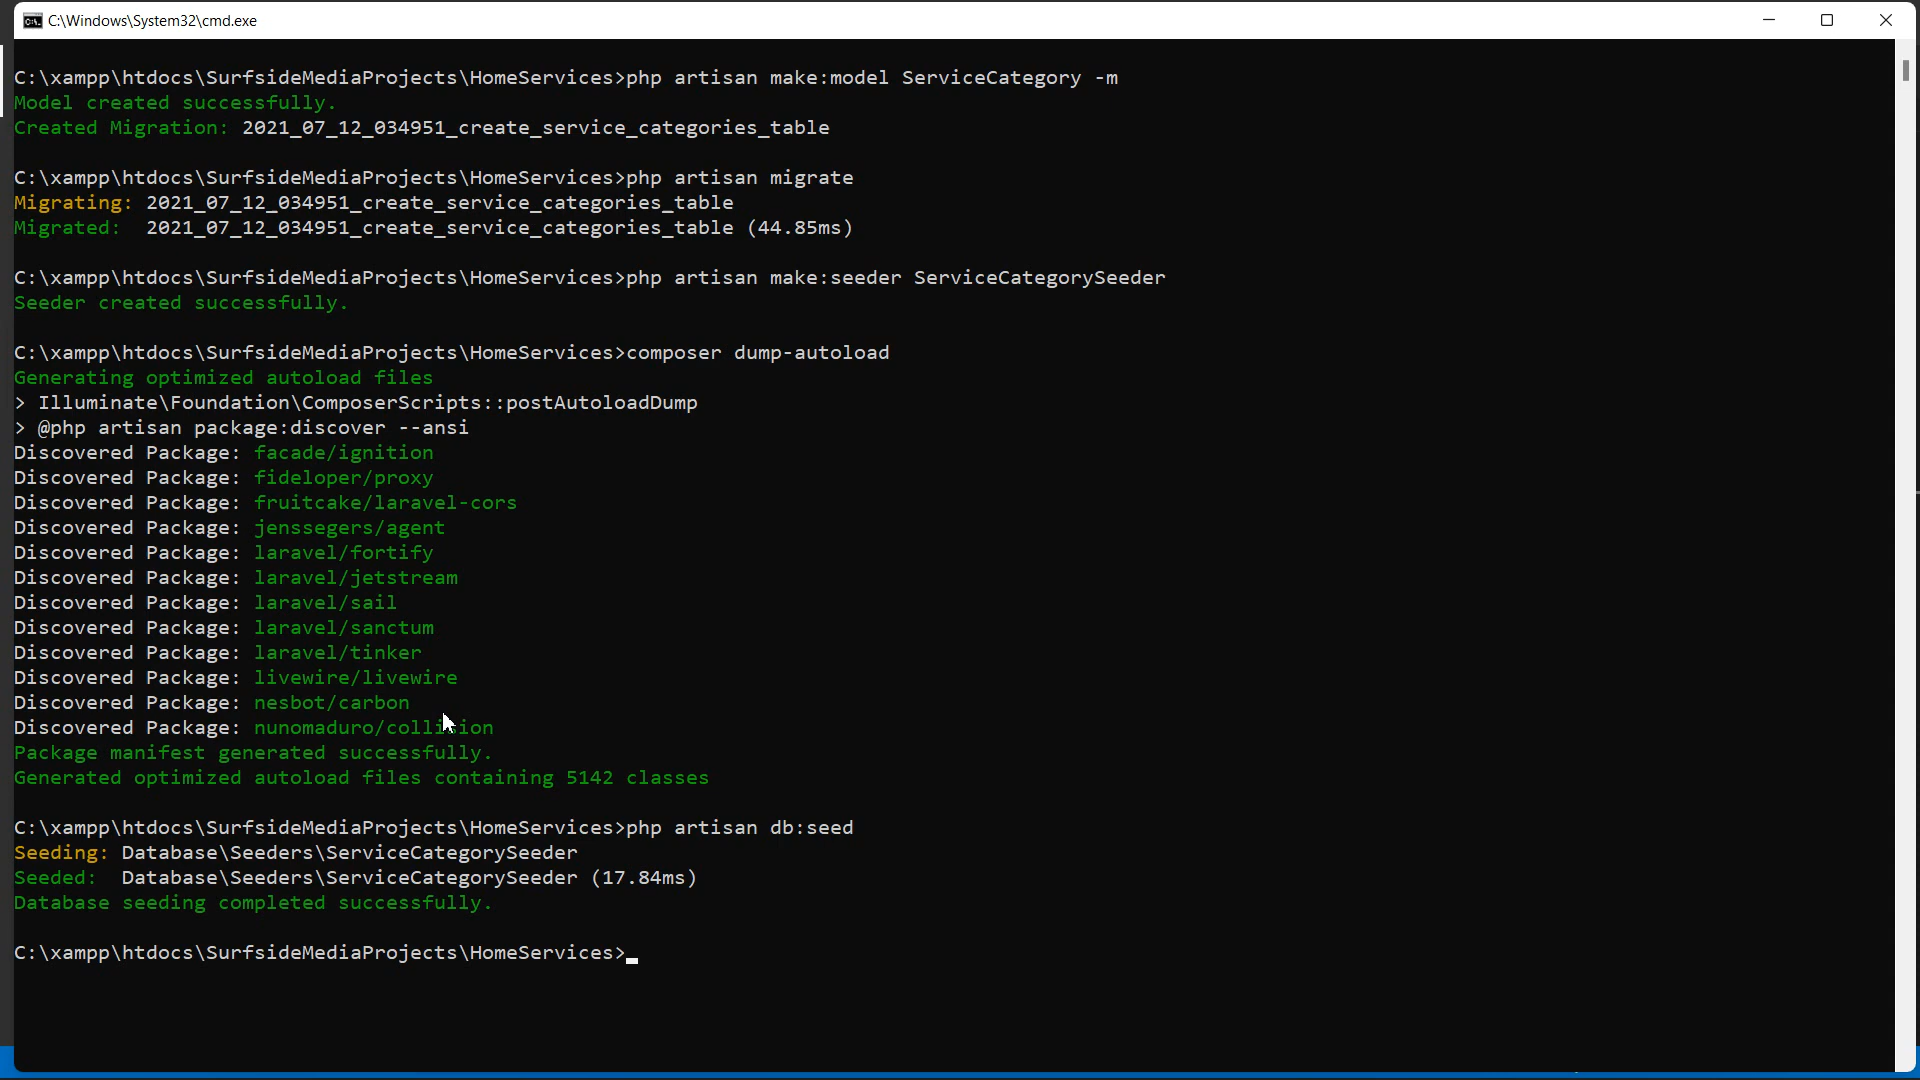 C:\Windows\System32\cmd.exe
C:\xampp\htdocs\SurfsideMediaProjects\HomeServices>php artisan make:model ServiceCategory -m
Model created successfully.
Created Migration: 2021_07_12_034951_create_service_categories_table
C:\xampp\htdocs\SurfsideMediaProjects\HomeServices>php artisan migrate
Migrating: 2021_07_12_034951_create_service_categories_table
Migrated:  2021_07_12_034951_create_service_categories_table (44.85ms)
C:\xampp\htdocs\SurfsideMediaProjects\HomeServices>php artisan make:seeder ServiceCategorySeeder
Seeder created successfully.
C:\xampp\htdocs\SurfsideMediaProjects\HomeServices>composer dump-autoload
Generating optimized autoload files
> Illuminate\Foundation\ComposerScripts::postAutoloadDump
> @php artisan package:discover --ansi
Discovered Package: facade/ignition
Discovered Package: fideloper/proxy
Discovered Package: fruitcake/laravel-cors
Discovered Package: jenssegers/agent
Discovered Package: laravel/fortify
Discovered Package: laravel/jetstream
Discovered Package: laravel/sail
Discovered Package: laravel/sanctum
Discovered Package: laravel/tinker
Discovered Package: livewire/livewire
Discovered Package: nesbot/carbon
Discovered Package: nunomaduro/collision
Package manifest generated successfully.
Generated optimized autoload files containing 5142 classes
C:\xampp\htdocs\SurfsideMediaProjects\HomeServices>php artisan db:seed
Seeding: Database\Seeders\ServiceCategorySeeder
Seeded:  Database\Seeders\ServiceCategorySeeder (17.84ms)
Database seeding completed successfully.
C:\xampp\htdocs\SurfsideMediaProjects\HomeServices>